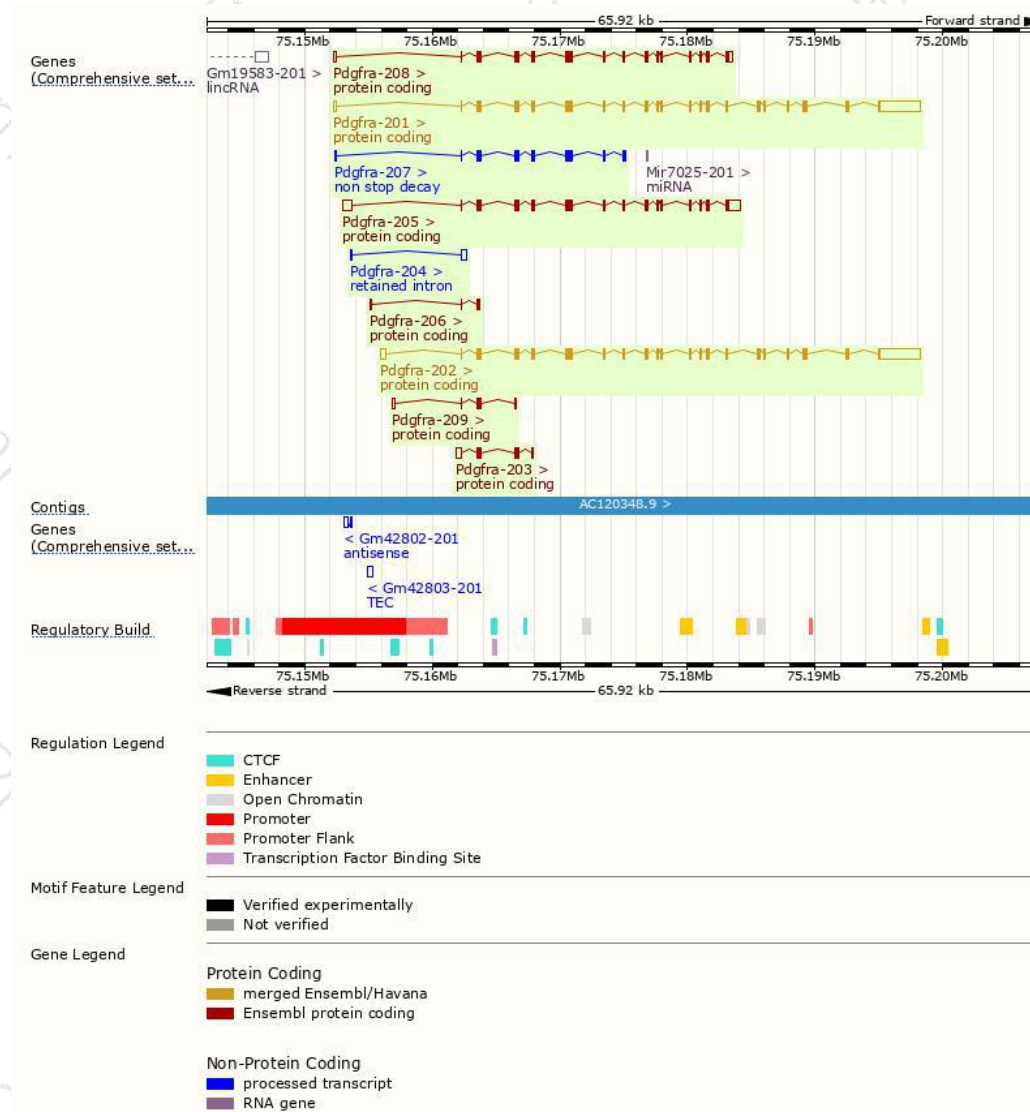 65.92 kb Forward strand
75.15Mb 75.16Mb 75.17Mb 75.18Mb 75.19Mb 75.20Mb
Genes
(Comprehensive set...
Gm19583-201 >
lincRNA
Pdgfra-208 >
protein coding
Pdgfra-201 >
protein coding
Pdgfra-207 >
non stop decay
Mir7025-201 >
miRNA
Pdgfra-205 >
protein coding
Pdgfra-204 >
retained intron
Pdgfra-206 >
protein coding
Pdgfra-202 >
protein coding
Pdgfra-209 >
protein coding
Pdgfra-203 >
protein coding
Contigs
AC120348.9 >
Genes
(Comprehensive set...
< Gm42802-201
antisense
< Gm42803-201
TEC
Regulatory Build
75.15Mb 75.16Mb 75.17Mb 75.18Mb 75.19Mb 75.20Mb
Reverse strand 65.92 kb
Regulation Legend
CTCF
Enhancer
Open Chromatin
Promoter
Promoter Flank
Transcription Factor Binding Site
Motif Feature Legend
Verified experimentally
Not verified
Gene Legend
Protein Coding
merged Ensembl/Havana
Ensembl protein coding
Non-Protein Coding
processed transcript
RNA gene